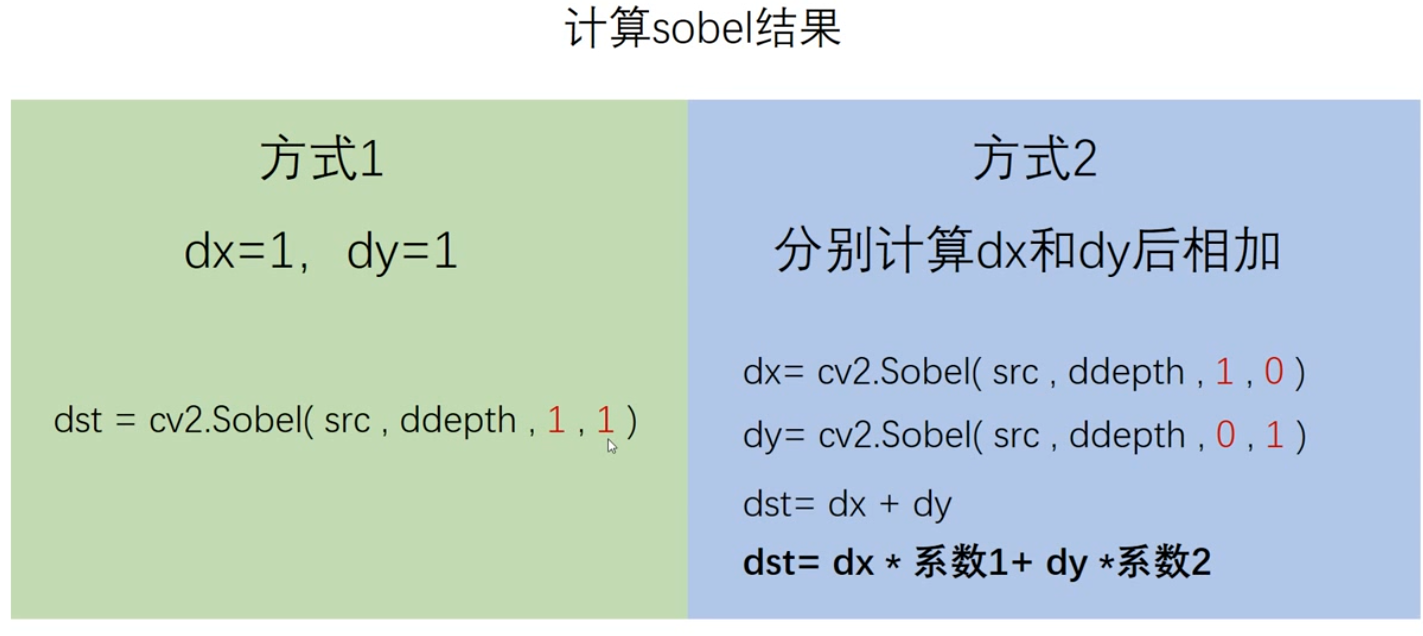 计算sobel结果
方式1
dx=1，dy=1
dst = cv2.Sobel( src , ddepth , 1 , 1 )
方式2
分别计算dx和dy后相加
dx= cv2.Sobel( src , ddepth , 1 , 0 )
dy= cv2.Sobel( src , ddepth , 0 , 1 )
dst= dx + dy
dst= dx * 系数1+ dy *系数2